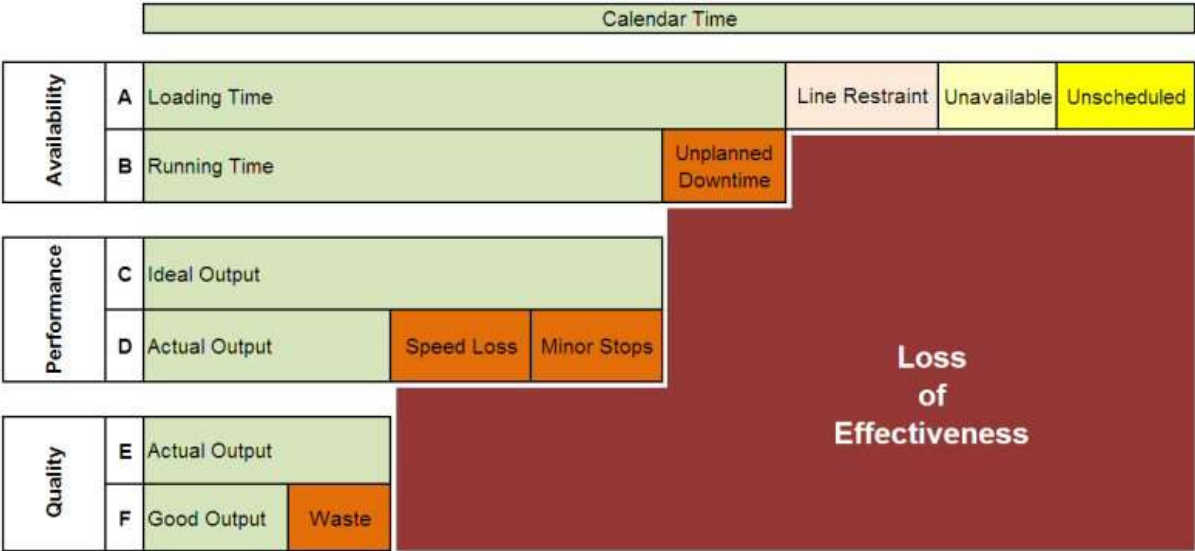 Calendar Time
Availability
A Loading Time Line Restraint Unavailable Unscheduled
B Running Time Unplanned
Downtime
Performance
C Ideal Output
D Actual Output Speed Loss Minor Stops
Loss
of
Effectiveness
Quality
E Actual Output
F Good Output Waste